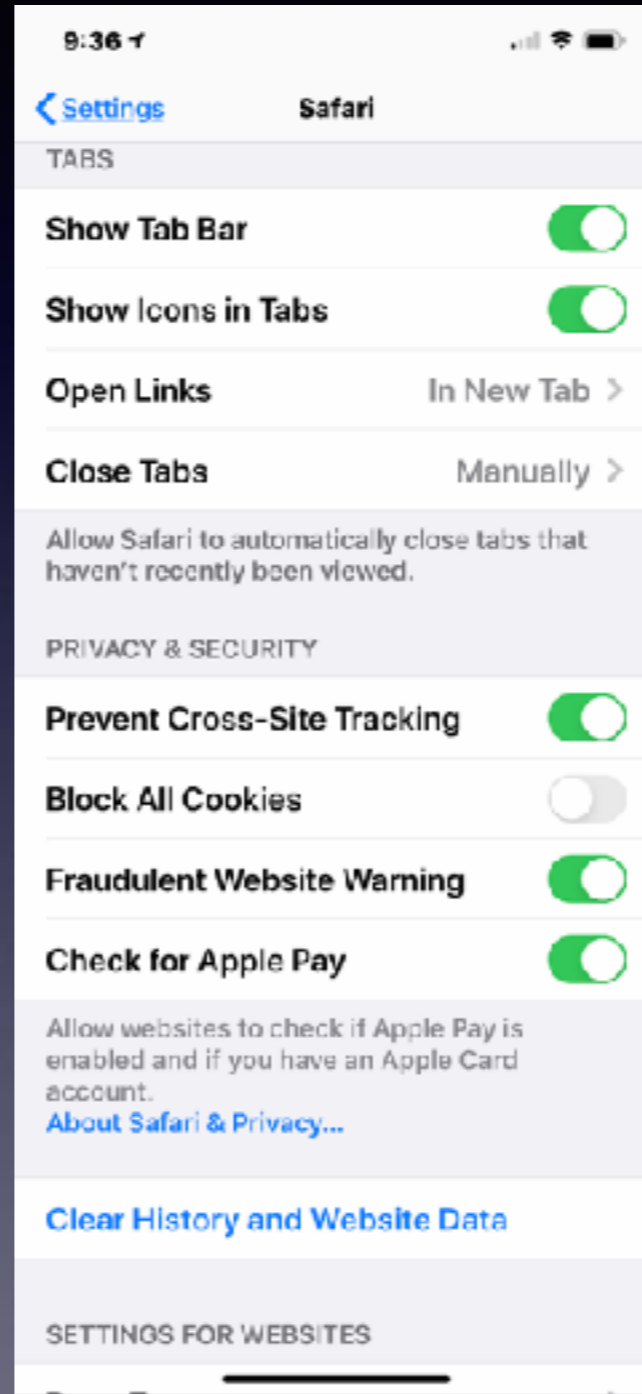 9:36
Settings
Safari
TABS
Show Tab Bar
Show Icons in Tabs
Open Links In New Tab
Close Tabs Manually
Allow Safari to automatically close tabs that
haven't recently been viewed.
PRIVACY & SECURITY
Prevent Cross-Site Tracking
Block All Cookies
Fraudulent Website Warning
Check for Apple Pay
Allow websites to check if Apple Pay is
enabled and if you have an Apple Card
account.
About Safari & Privacy...
Clear History and Website Data
SETTINGS FOR WEBSITES